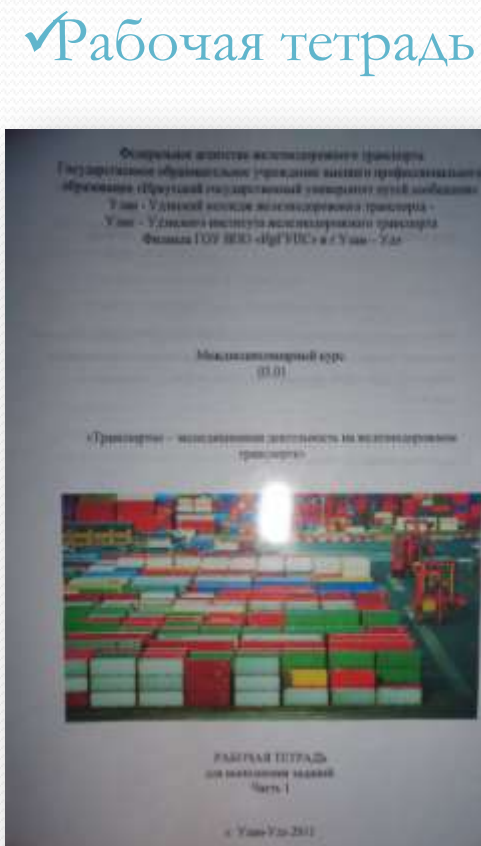 ✓Рабочая тетрадь
Федеральное агентство железнодорожного транспорта
Государственное образовательное учреждение высшего профессионального
образования «Иркутский государственный университет путей сообщения»
Улан - Удэнский колледж железнодорожного транспорта -
Улан – Удэнского института железнодорожного транспорта
Филиала ГОУ ВПО «ИрГУПС» в г Улан – Удэ
Междисциплинарный курс
03.01
«Транспортно – экспедиционная деятельность на железнодорожном
транспорте»
РАБОЧАЯ ТЕТРАДЬ
для выполнения заданий
Часть 1
г. Улан-Удэ